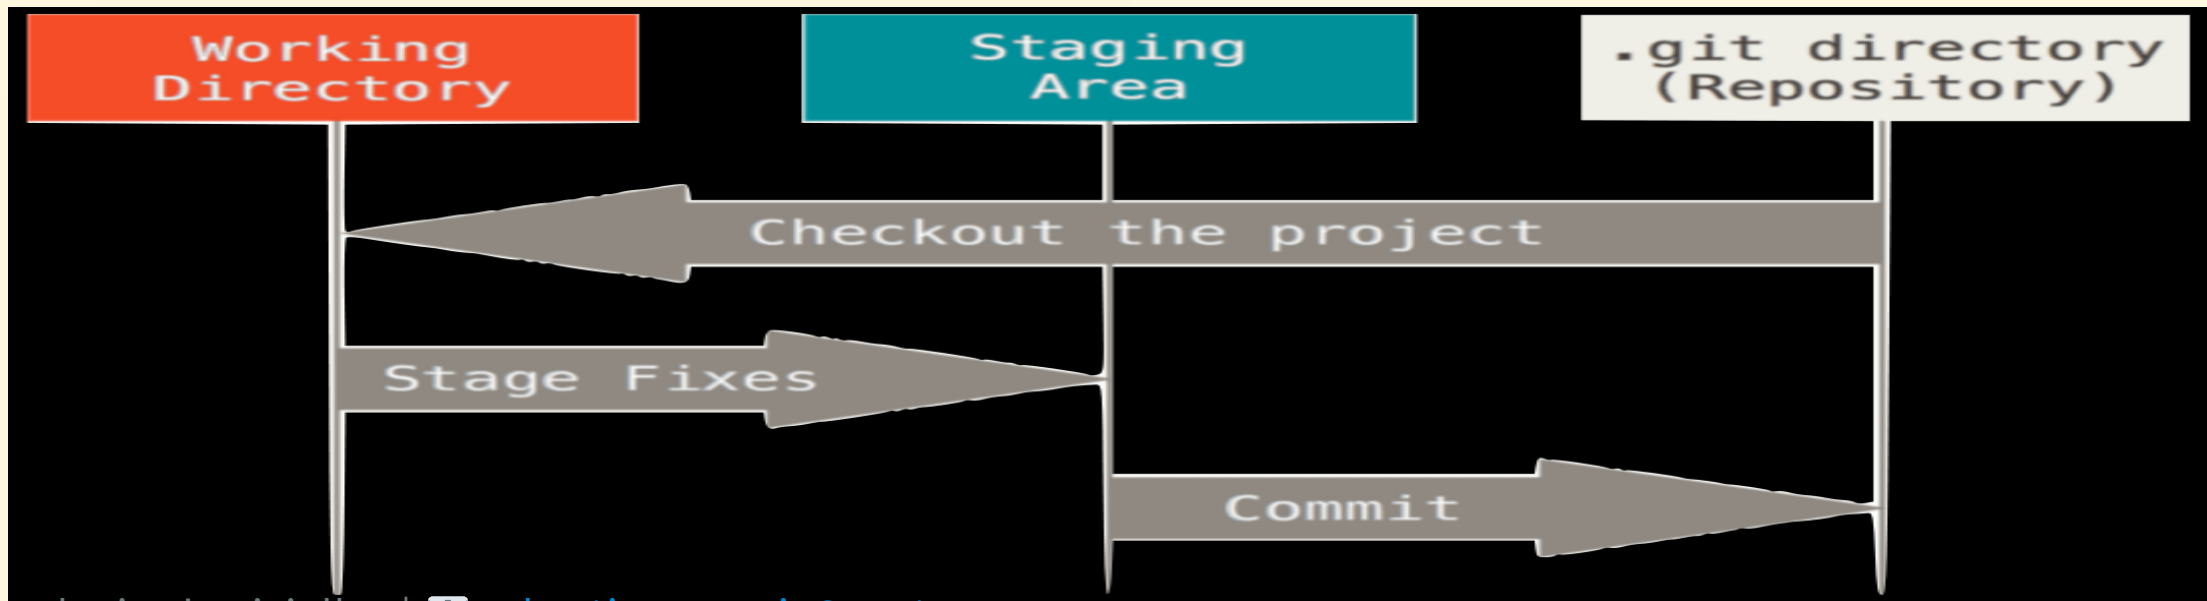 Working
Directory
Staging
Area
.git directory
(Repository)
Checkout the project
Stage Fixes
Commit